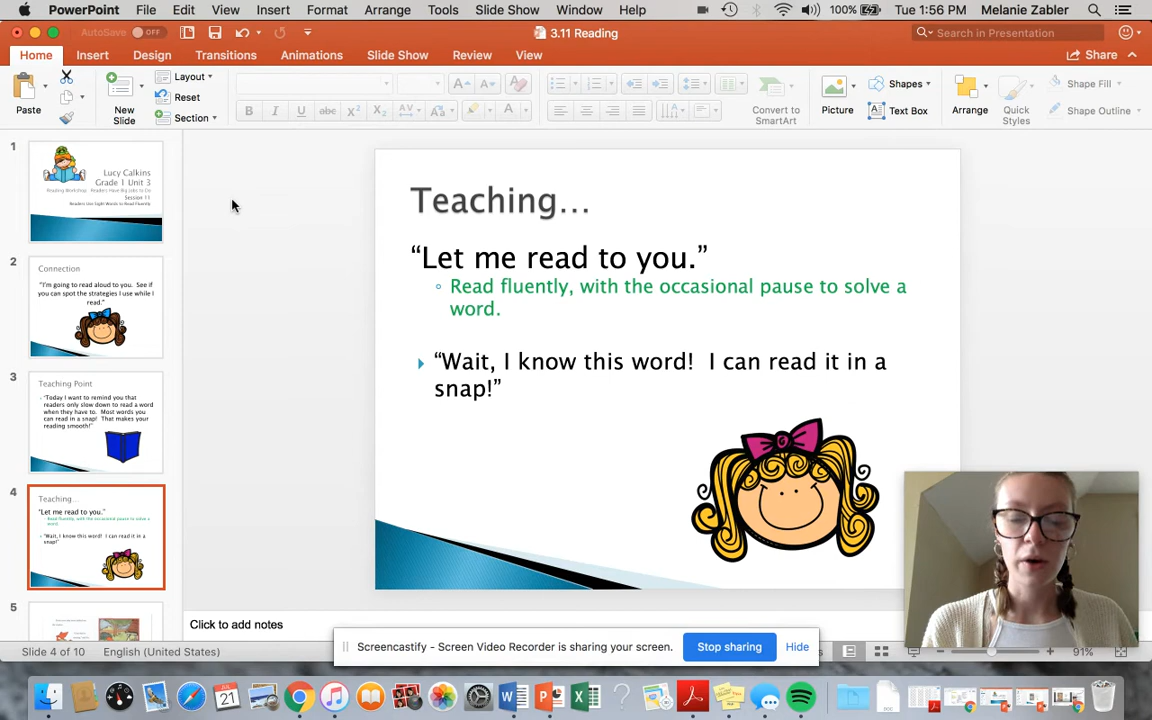 PowerPoint File Edit View Insert Format Arrange Tools Slide Show Window Help 100% Tue 1:56 PM Melanie Zabler
AutoSave OFF 3.11 Reading Search in Presentation
Home Insert Design Transitions Animations Slide Show Review View Share
Paste New Slide Layout Reset Section Convert to SmartArt Picture Shapes Text Box Arrange Quick Styles Shape Fill Shape Outline
1
Lucy Calkins
Grade 1 Unit 3
Reading Workshop: Readers Have Big Jobs to Do
Session 11
Readers Use Sight Words to Read Fluently
2
Connection
"I'm going to read aloud to you. See if
you can spot the strategies I use while I
read."
3
Teaching Point
"Today I want to remind you that
readers only slow down to read a word
when they have to. Most words you
can read in a snap! That makes your
reading smooth!"
4
Teaching...
"Let me read to you."
Read fluently, with the occasional pause to solve a
word.
"Wait, I know this word! I can read it in a
snap!"
5
Teaching…
“Let me read to you.”
Read fluently, with the occasional pause to solve a
word.
“Wait, I know this word! I can read it in a
snap!”
Click to add notes
Screencastify - Screen Video Recorder is sharing your screen. Stop sharing Hide
Slide 4 of 10 English (United States) 91%
JUL
21